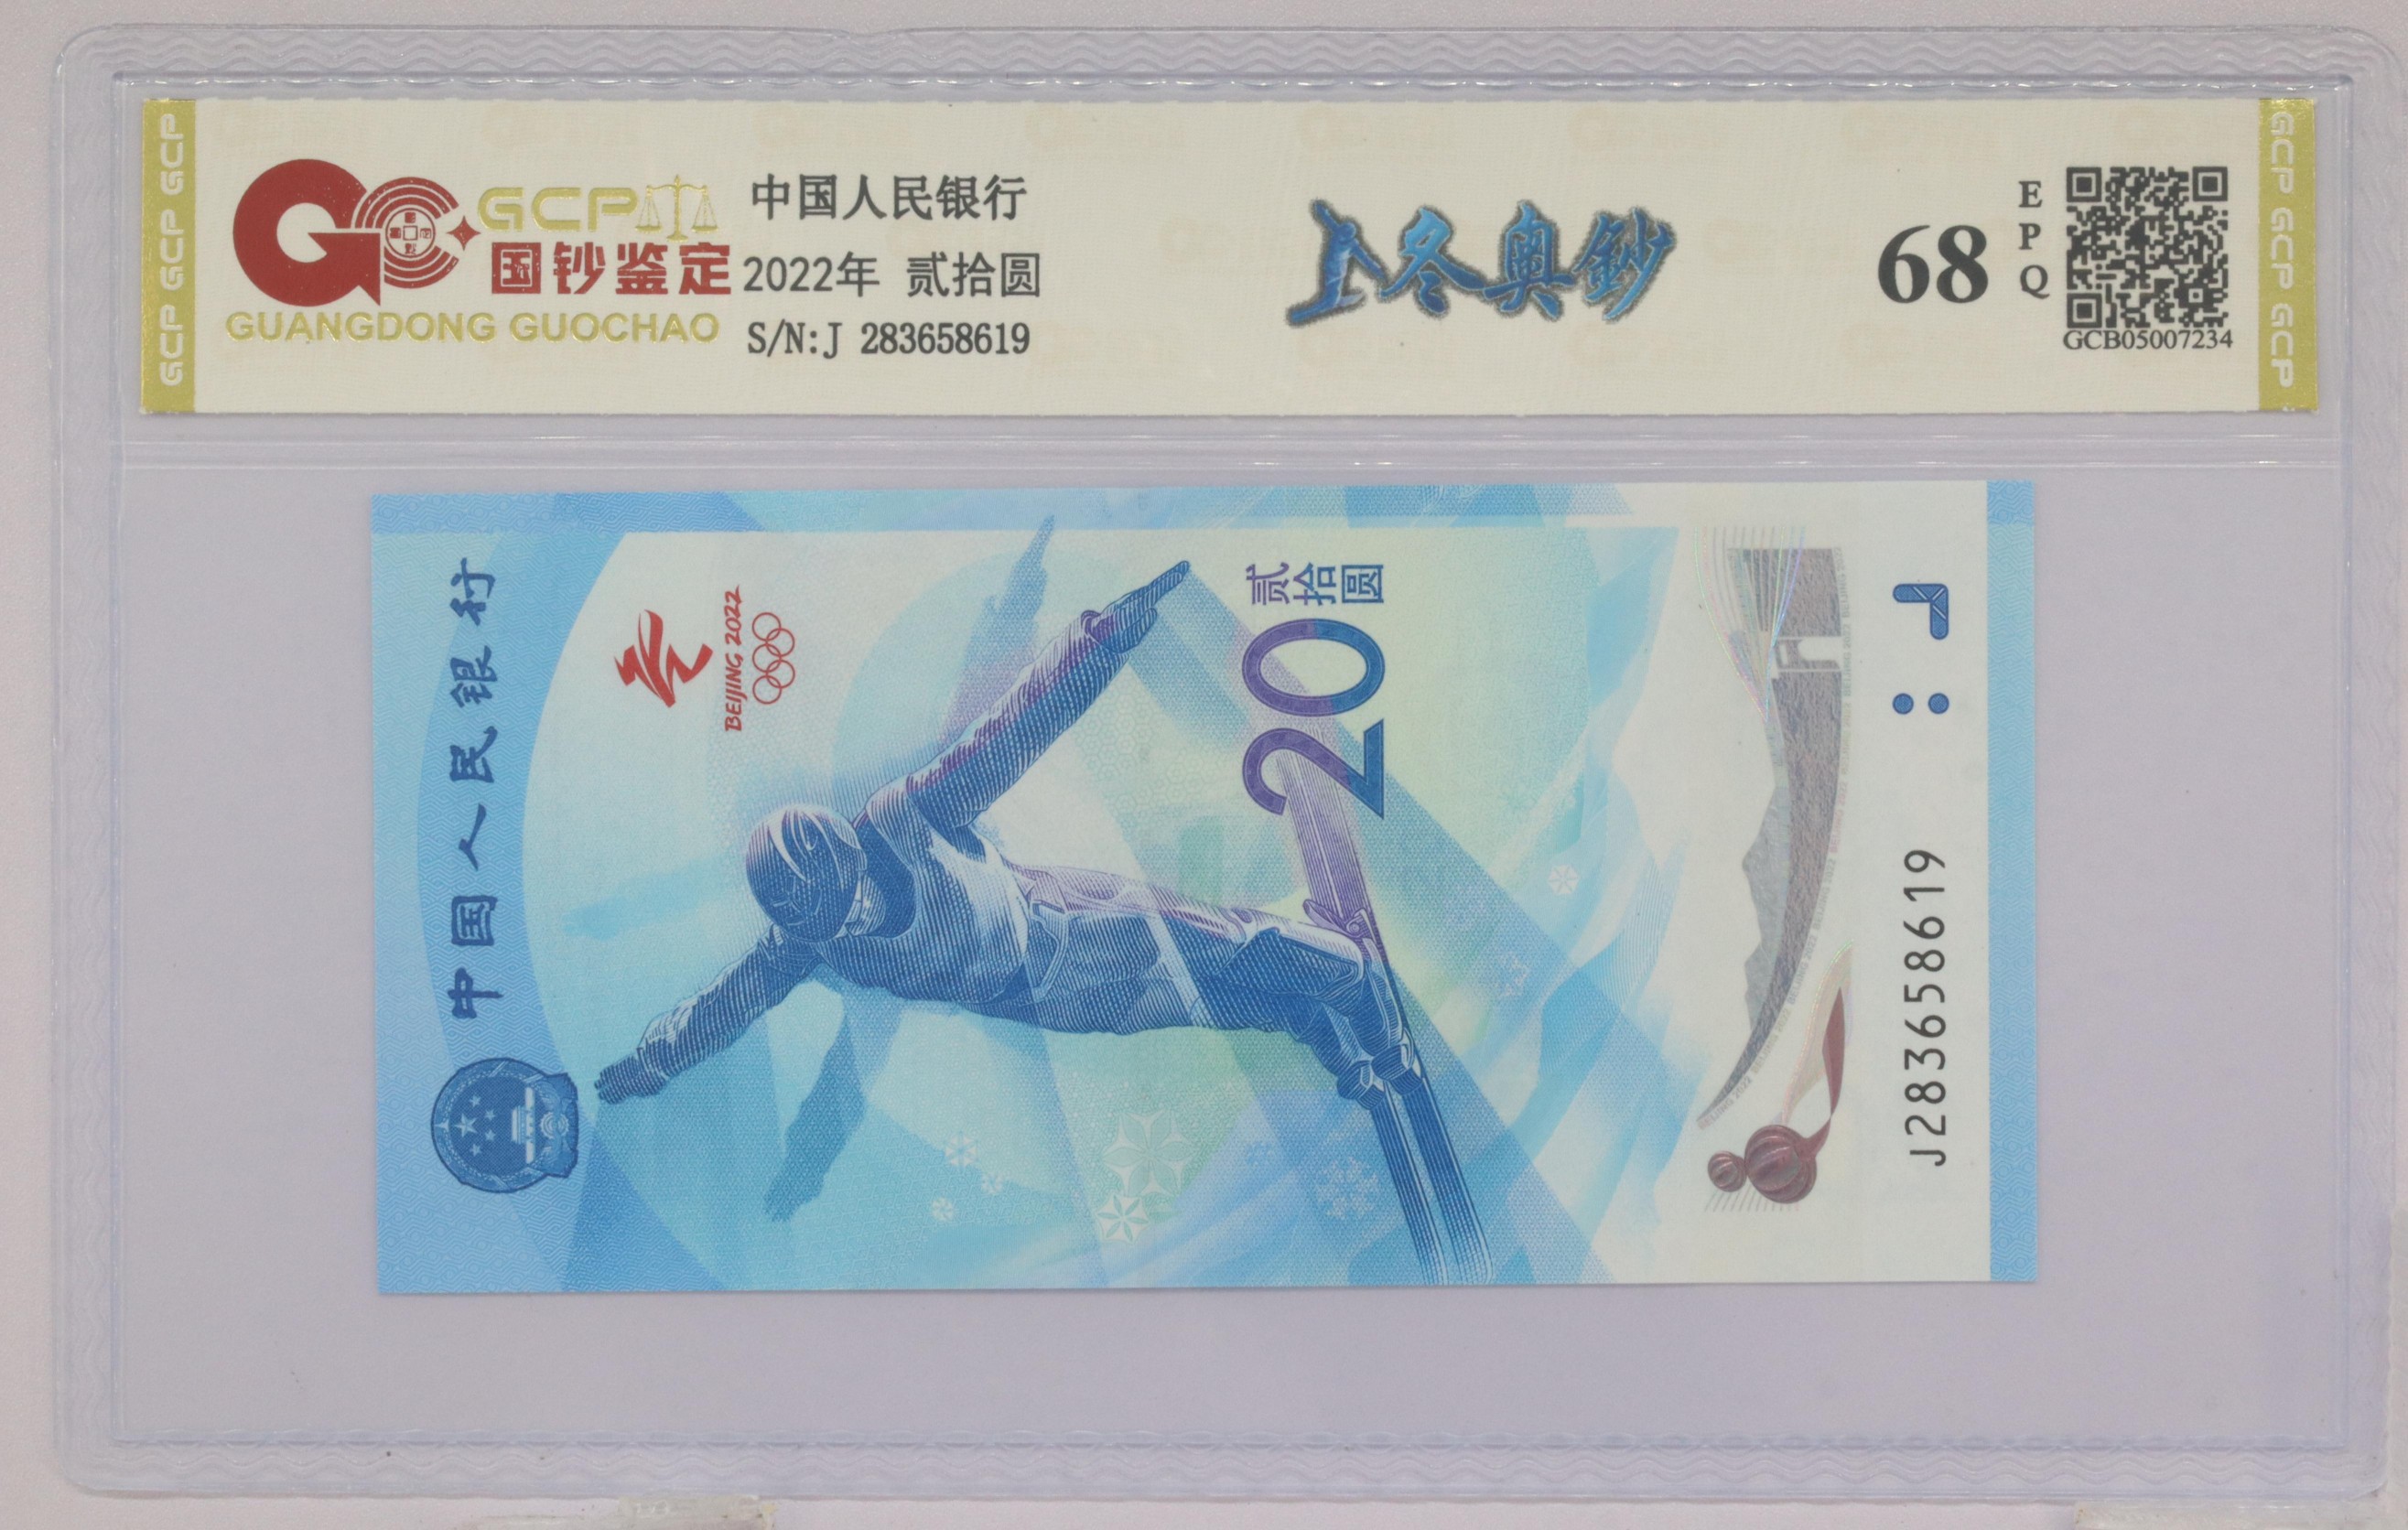 GCP GCP GCP
GCP
国钞鉴定
GUANGDONG GUOCHAO
中国人民银行
2022年 贰拾圆
S/N:J 283658619
冬奥鈔
68
EPQ
GCB05007234
GCP GCP GCP
中国人民银行
BEIJING 2022
贰拾圆
20
J283658619